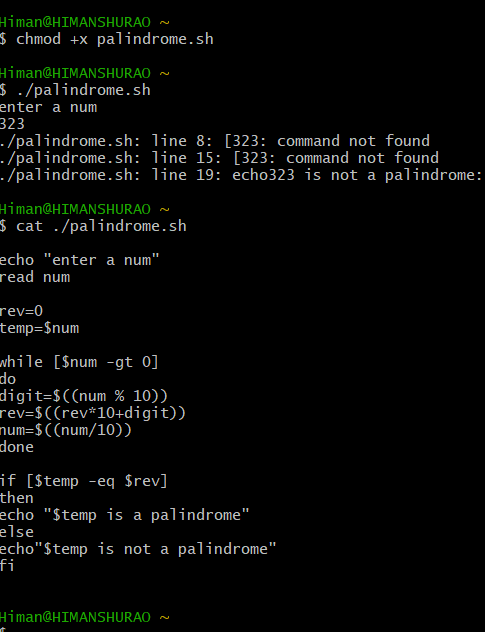 Himan@HIMANSHURAO ~
$ chmod +x palindrome.sh
Himan@HIMANSHURAO ~
$ ./palindrome.sh
enter a num
323
./palindrome.sh: line 8: [323: command not found
./palindrome.sh: line 15: [323: command not found
./palindrome.sh: line 19: echo323 is not a palindrome:
Himan@HIMANSHURAO ~
$ cat ./palindrome.sh
echo "enter a num"
read num
rev=0
temp=$num
while [$num -gt 0]
do
digit=$((num % 10))
rev=$((rev*10+digit))
num=$((num/10))
done
if [$temp -eq $rev]
then
echo "$temp is a palindrome"
else
echo"$temp is not a palindrome"
fi
Himan@HIMANSHURAO ~
$